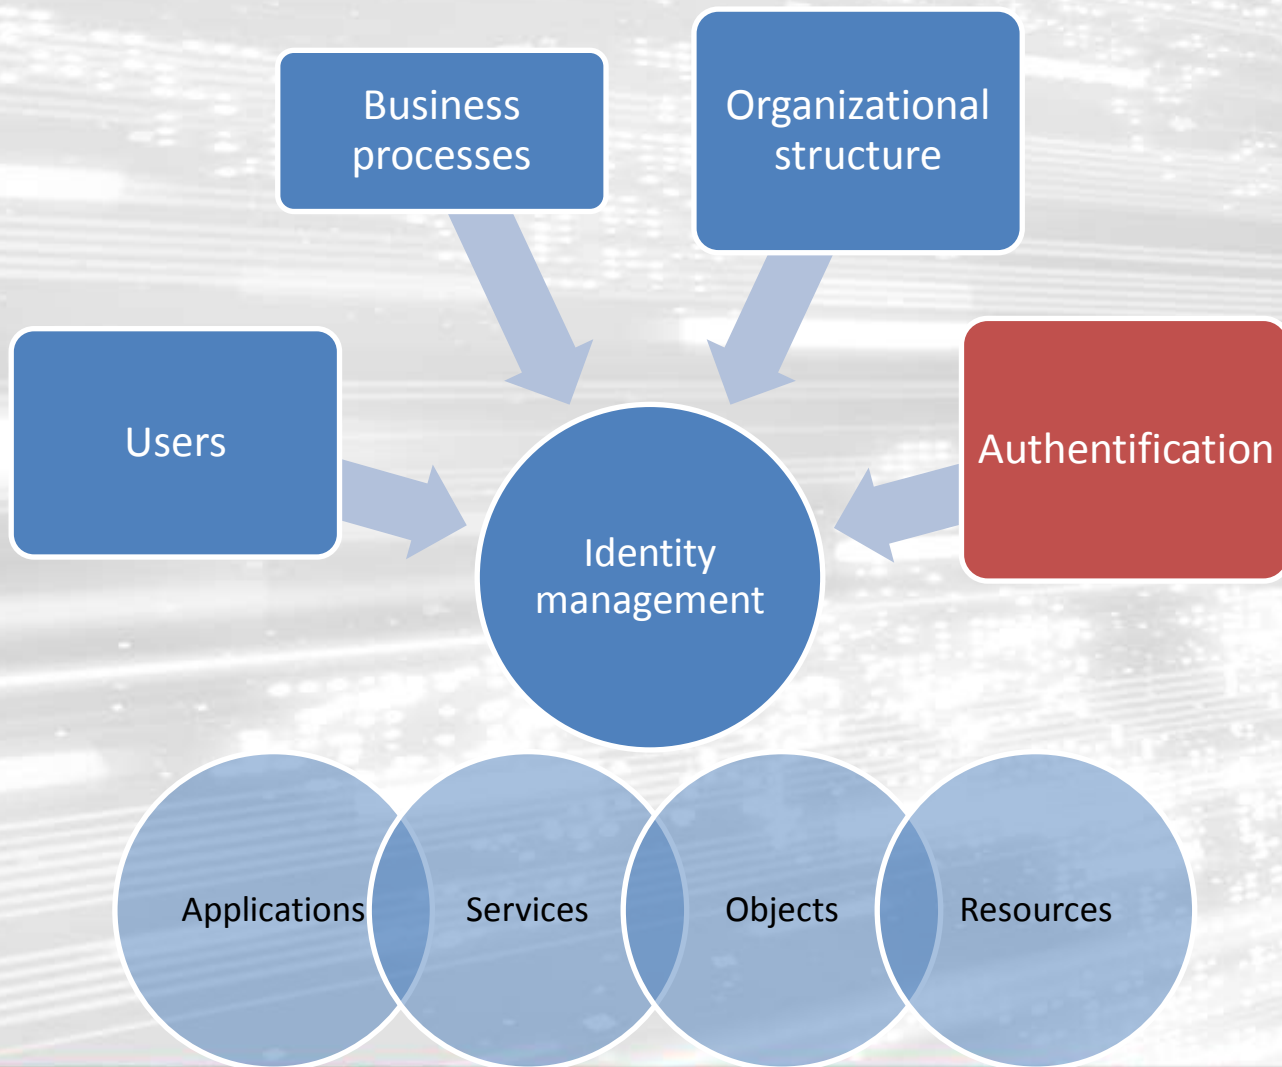 Business
processes
Organizational
structure
Users
Authentification
Identity
management
Applications
Services
Objects
Resources